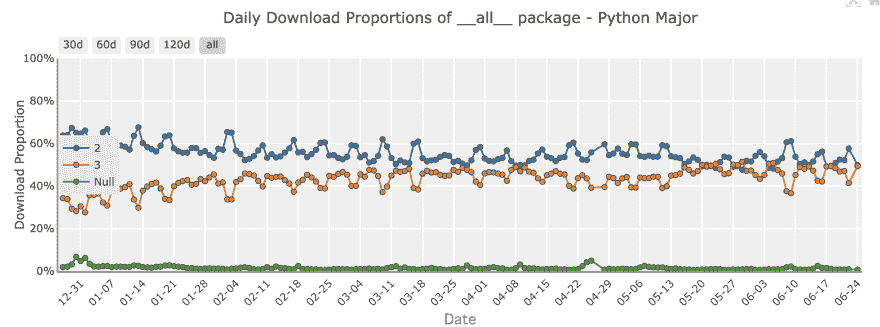 Daily Download Proportions of __all__ package - Python Major
30d 60d 90d 120d all
100%
80%
60%
40%
20%
0%
Download Proportion
2
3
Null
12-31 01-07 01-14 01-21 01-28 02-04 02-11 02-18 02-25 03-04 03-11 03-18 03-25 04-01 04-08 04-15 04-22 04-29 05-06 05-13 05-20 05-27 06-03 06-10 06-17 06-24
Date